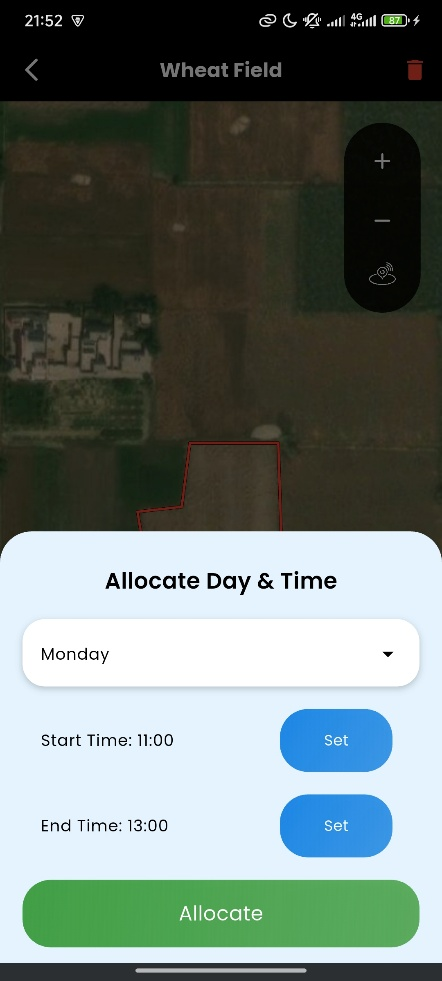 21:52 4G 87
Wheat Field
+
−
Allocate Day & Time
Monday
Start Time: 11:00 Set
End Time: 13:00 Set
Allocate